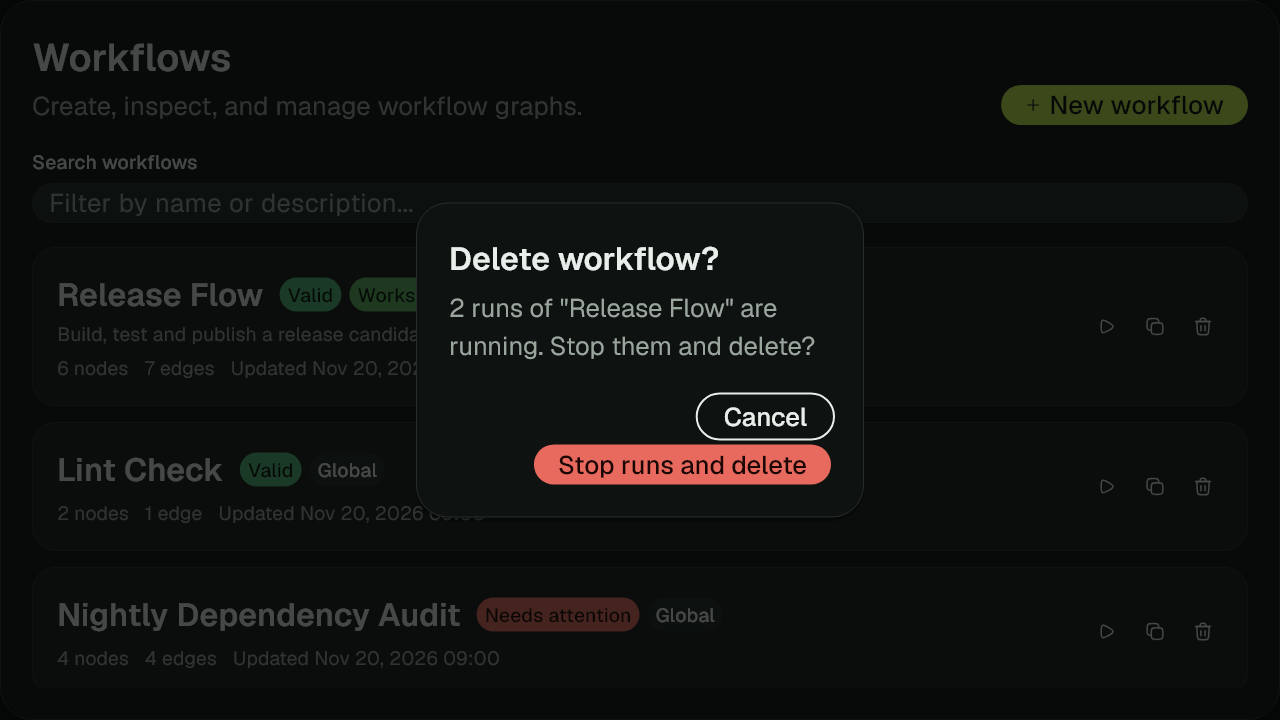 Workflows
Create, inspect, and manage workflow graphs.
+ New workflow
Search workflows
Filter by name or description...
Delete workflow?
2 runs of "Release Flow" are
running. Stop them and delete?
Cancel
Stop runs and delete
Release Flow Valid
Build, test and publish a release
6 nodes 7 edges Updated Nov 20,
Lint Check Valid Global
2 nodes 1 edge Updated Nov 20, 2026
Nightly Dependency Audit Needs attention Global
4 nodes 4 edges Updated Nov 20, 2026 09:00